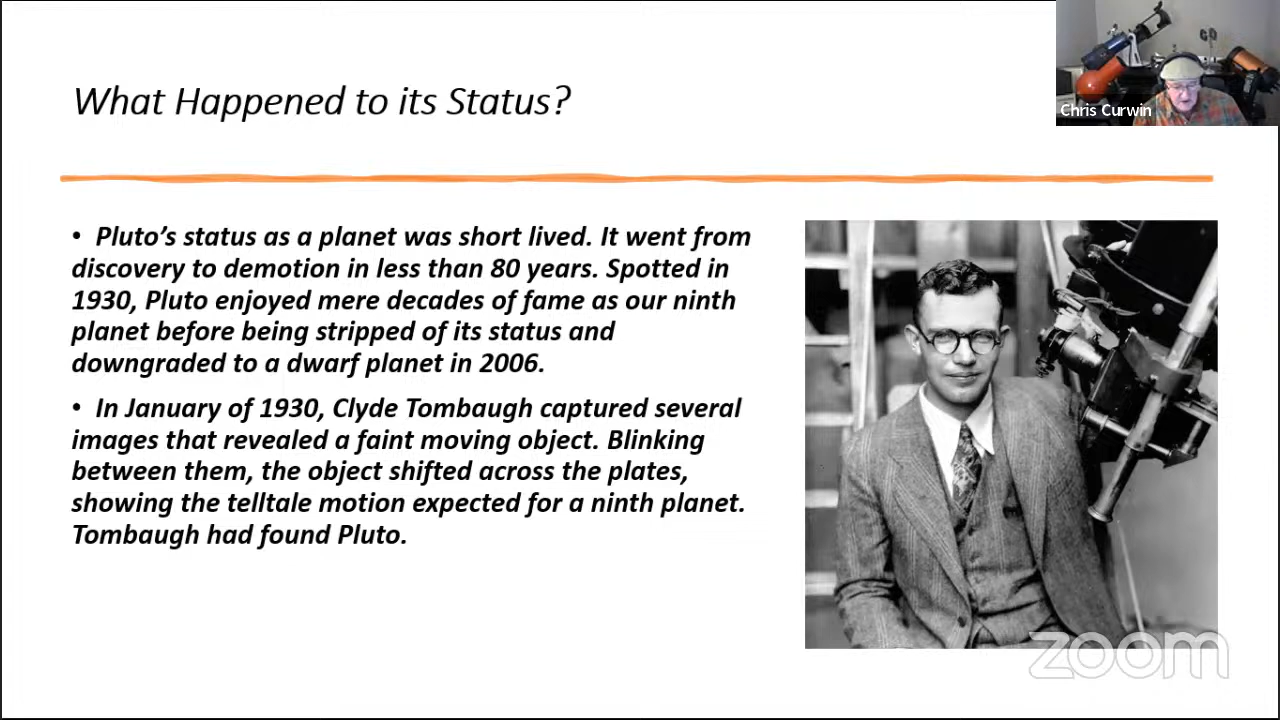 What Happened to its Status?
Chris Curwin
• Pluto’s status as a planet was short lived. It went from
discovery to demotion in less than 80 years. Spotted in
1930, Pluto enjoyed mere decades of fame as our ninth
planet before being stripped of its status and
downgraded to a dwarf planet in 2006.
• In January of 1930, Clyde Tombaugh captured several
images that revealed a faint moving object. Blinking
between them, the object shifted across the plates,
showing the telltale motion expected for a ninth planet.
Tombaugh had found Pluto.
zoom